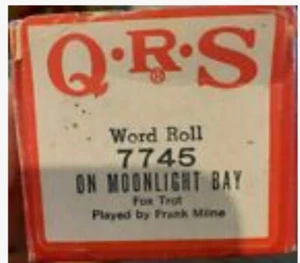 Q·R·S
®
Word Roll
7745
ON MOONLIGHT BAY
Fox Trot
Played by Frank Milne